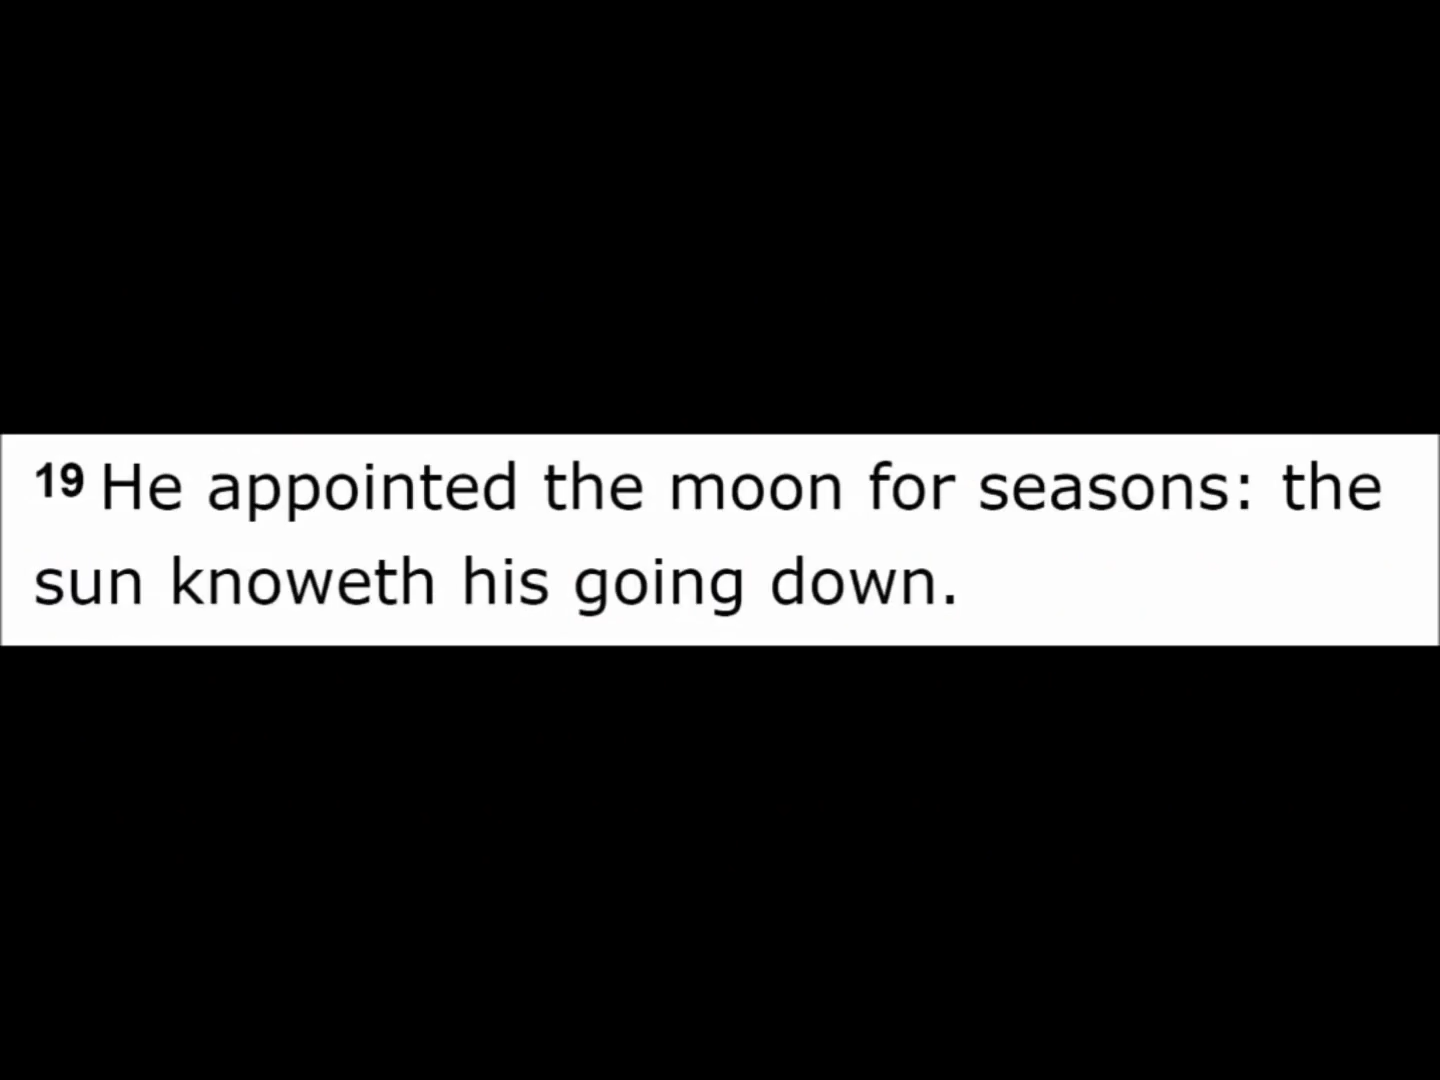 19 He appointed the moon for seasons: the
sun knoweth his going down.